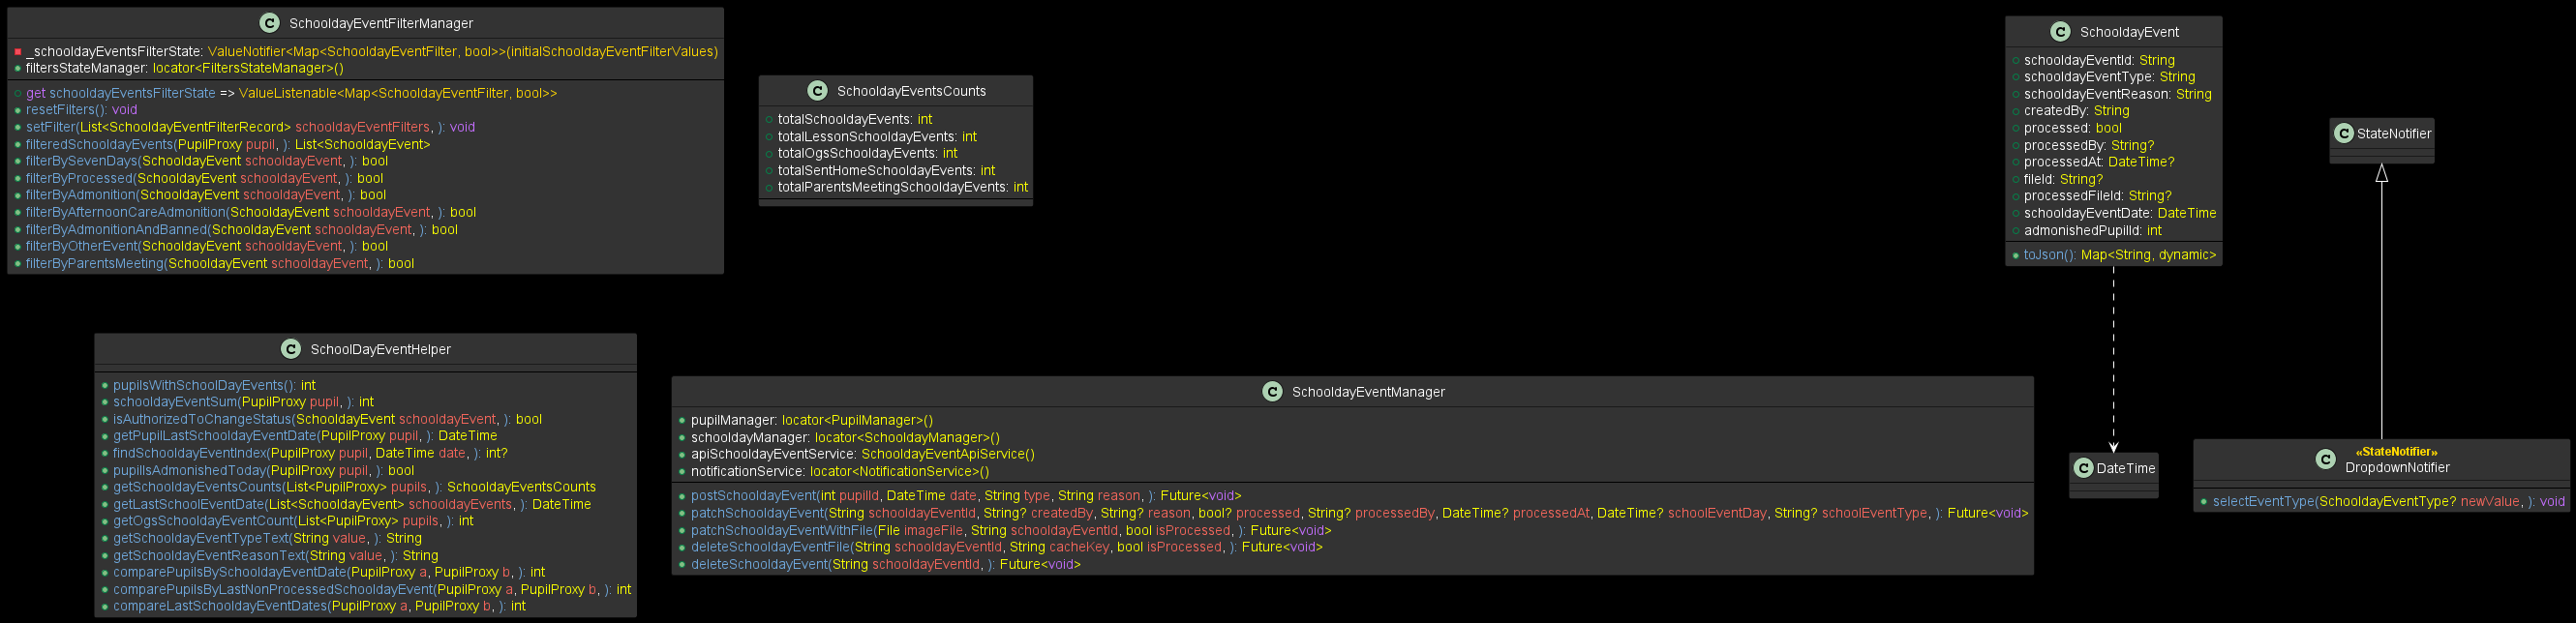 C SchooldayEventFilterManager
_schooldayEventsFilterState: ValueNotifier<Map<SchooldayEventFilter, bool>>(initialSchooldayEventFilterValues)
filtersStateManager: locator<FiltersStateManager>()
get schooldayEventsFilterState => ValueListenable<Map<SchooldayEventFilter, bool>>
resetFilters(): void
setFilter(List<SchooldayEventFilterRecord> schooldayEventFilters, ): void
filteredSchooldayEvents(PupilProxy pupil, ): List<SchooldayEvent>
filterBySevenDays(SchooldayEvent schooldayEvent, ): bool
filterByProcessed(SchooldayEvent schooldayEvent, ): bool
filterByAdmonition(SchooldayEvent schooldayEvent, ): bool
filterByAfternoonCareAdmonition(SchooldayEvent schooldayEvent, ): bool
filterByAdmonitionAndBanned(SchooldayEvent schooldayEvent, ): bool
filterByOtherEvent(SchooldayEvent schooldayEvent, ): bool
filterByParentsMeeting(SchooldayEvent schooldayEvent, ): bool
C SchooldayEventsCounts
totalSchooldayEvents: int
totalLessonSchooldayEvents: int
totalOgsSchooldayEvents: int
totalSentHomeSchooldayEvents: int
totalParentsMeetingSchooldayEvents: int
C SchooldayEvent
schooldayEventId: String
schooldayEventType: String
schooldayEventReason: String
createdBy: String
processed: bool
processedBy: String?
processedAt: DateTime?
fileId: String?
processedFileId: String?
schooldayEventDate: DateTime
admonishedPupilId: int
toJson(): Map<String, dynamic>
C StateNotifier
C SchoolDayEventHelper
pupilsWithSchoolDayEvents(): int
schooldayEventSum(PupilProxy pupil, ): int
isAuthorizedToChangeStatus(SchooldayEvent schooldayEvent, ): bool
getPupilLastSchooldayEventDate(PupilProxy pupil, ): DateTime
findSchooldayEventIndex(PupilProxy pupil, DateTime date, ): int?
pupilIsAdmonishedToday(PupilProxy pupil, ): bool
getSchooldayEventsCounts(List<PupilProxy> pupils, ): SchooldayEventsCounts
getLastSchoolEventDate(List<SchooldayEvent> schooldayEvents, ): DateTime
getOgsSchooldayEventCount(List<PupilProxy> pupils, ): int
getSchooldayEventTypeText(String value, ): String
getSchooldayEventReasonText(String value, ): String
comparePupilsBySchooldayEventDate(PupilProxy a, PupilProxy b, ): int
comparePupilsByLastNonProcessedSchooldayEvent(PupilProxy a, PupilProxy b, ): int
compareLastSchooldayEventDates(PupilProxy a, PupilProxy b, ): int
C SchooldayEventManager
pupilManager: locator<PupilManager>()
schooldayManager: locator<SchooldayManager>()
apiSchooldayEventService: SchooldayEventApiService()
notificationService: locator<NotificationService>()
postSchooldayEvent(int pupilId, DateTime date, String type, String reason, ): Future<void>
patchSchooldayEvent(String schooldayEventId, String? createdBy, String? reason, bool? processed, String? processedBy, DateTime? processedAt, DateTime? schoolEventDay, String? schoolEventType, ): Future<void>
patchSchooldayEventWithFile(File imageFile, String schooldayEventId, bool isProcessed, ): Future<void>
deleteSchooldayEventFile(String schooldayEventId, String cacheKey, bool isProcessed, ): Future<void>
deleteSchooldayEvent(String schooldayEventId, ): Future<void>
C DateTime
«StateNotifier»
C DropdownNotifier
selectEventType(SchooldayEventType? newValue, ): void